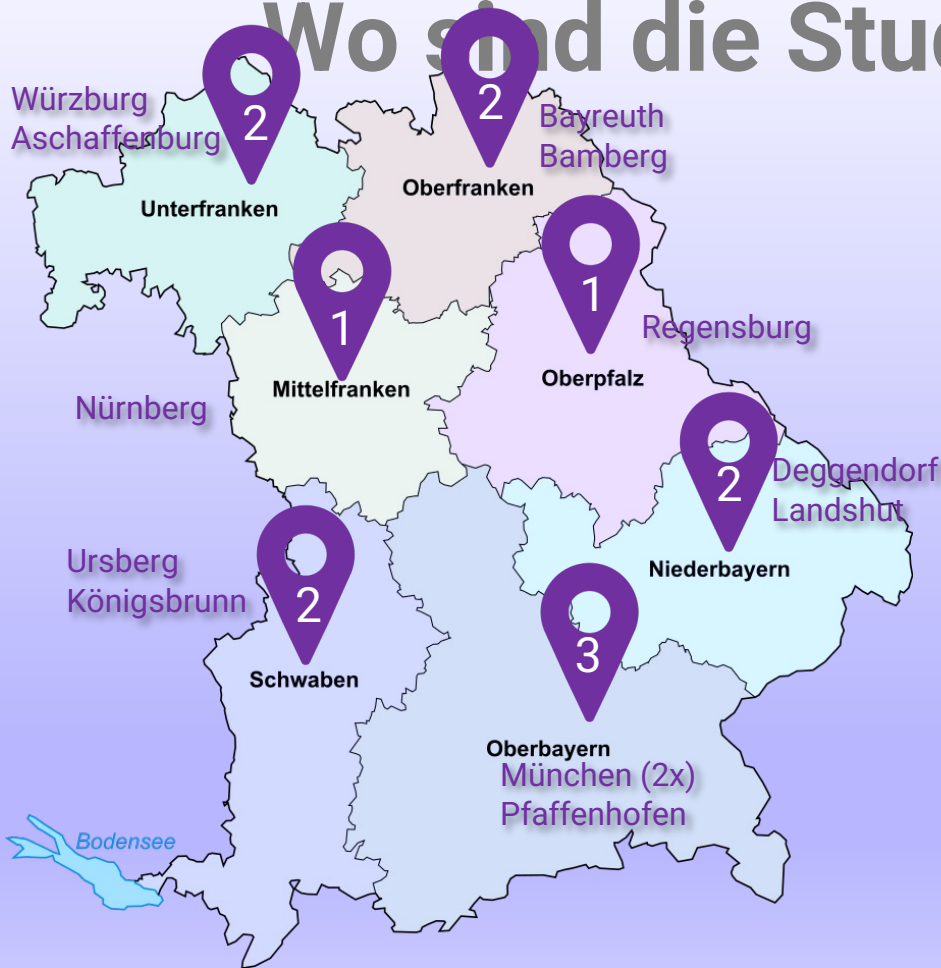 Wo sind die
2
2
Würzburg
Aschaffenburg
Bayreuth
Bamberg
Oberfranken
Unterfranken
1
1
Regensburg
Oberpfalz
Mittelfranken
Nürnberg
2
Deggendorf
Landshut
Ursberg
Königsbrunn
2
Niederbayern
3
Schwaben
Oberbayern
München (2x)
Pfaffenhofen
Bodensee